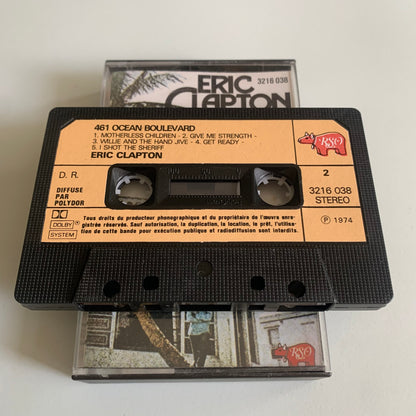 ERIC
CLAPTON
3216 038
461 OCEAN BOULEVARD
1. MOTHERLESS CHILDREN - 2. GIVE ME STRENGTH -
3. WILLIE AND THE HAND JIVE - 4. GET READY -
5. I SHOT THE SHERIFF
ERIC CLAPTON
RSO
D. R.
2
DIFFUSE
PAR
POLYDOR
3216 038
STEREO
DOLBY
SYSTEM
Tous droits du producteur phonographique et du propriétaire de l'œuvre enre-
gistrée réservés. Sauf autorisation, la duplication, la location, le prêt, l'utilisa-
tion de cette bande pour exécution publique et radiodiffusion sont interdits.
Ⓟ 1974
RSO